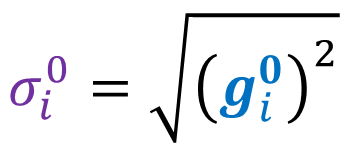 σᵢ⁰ = √(gᵢ⁰)²